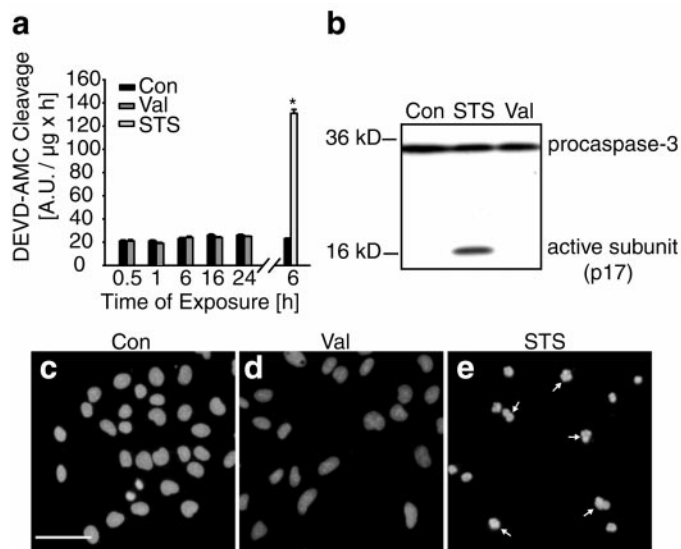 a
DEVD-AMC Cleavage
[A.U. / µg x h]
160
140
120
100
80
60
40
20
0
Con
Val
STS
*
0.5 1 6 16 24 6
Time of Exposure [h]
b
Con STS Val
36 kD
procaspase-3
16 kD
active subunit
(p17)
Con Val STS
c d e